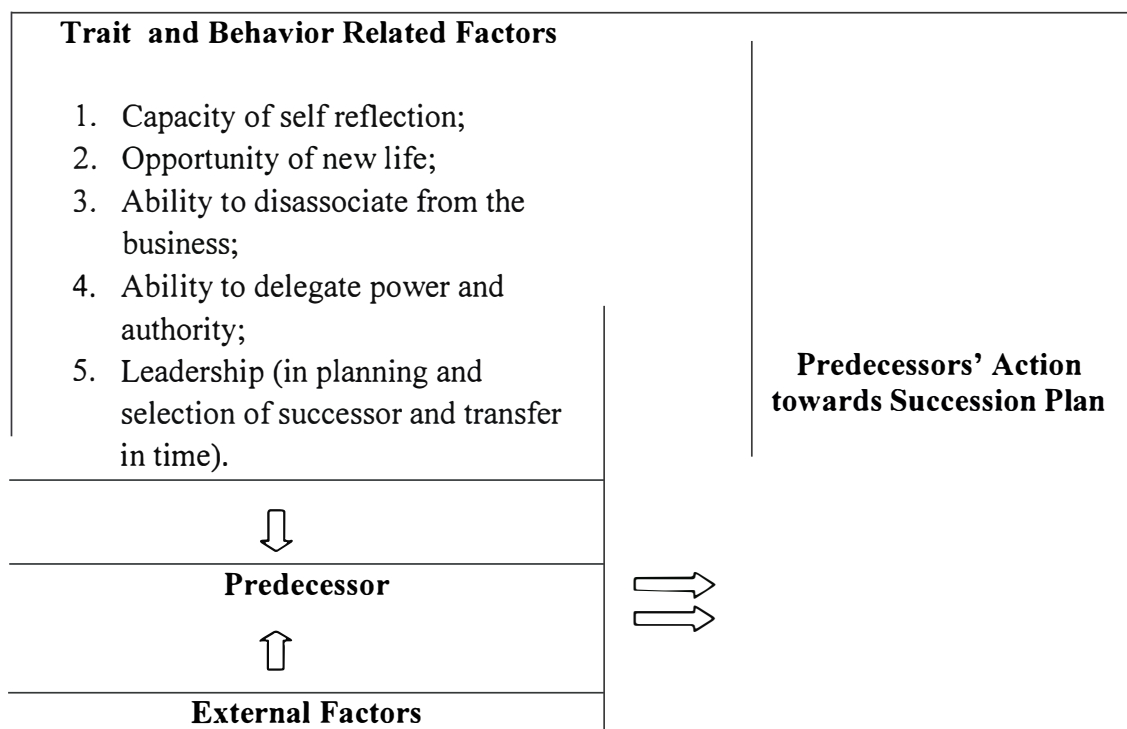 Trait and Behavior Related Factors
1. Capacity of self reflection;
2. Opportunity of new life;
3. Ability to disassociate from the
business;
4. Ability to delegate power and
authority;
5. Leadership (in planning and
selection of successor and transfer
in time).
Predecessor
External Factors
Predecessors’ Action
towards Succession Plan